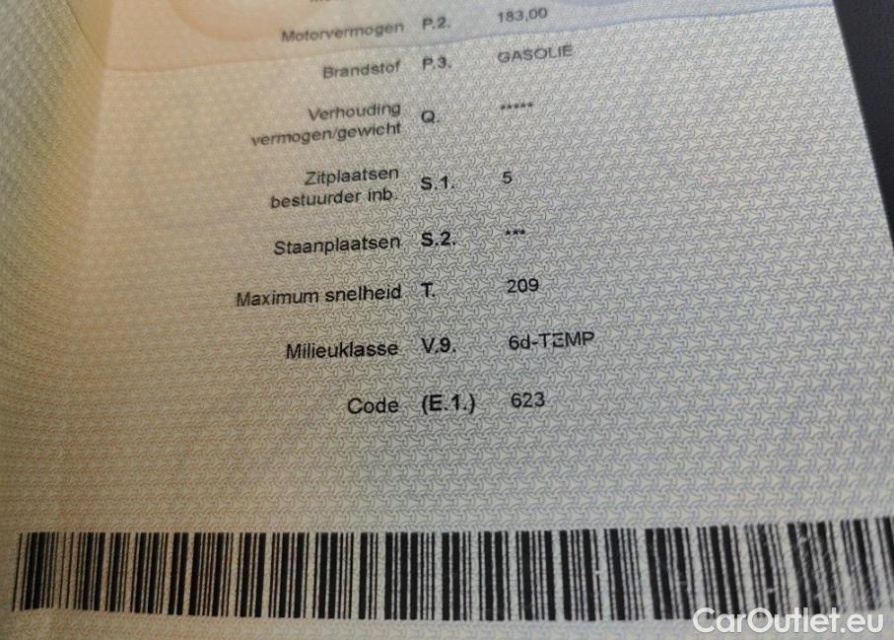 Motorvermogen P.2. 183,00
Brandstof P.3. GASOLIE
Verhouding
vermogen/gewicht Q. *****
Zitplaatsen
bestuurder inb. S.1. 5
Staanplaatsen S.2. ***
Maximum snelheid T. 209
Milieuklasse V.9. 6d-TEMP
Code (E.1.) 623
CarOutlet.eu